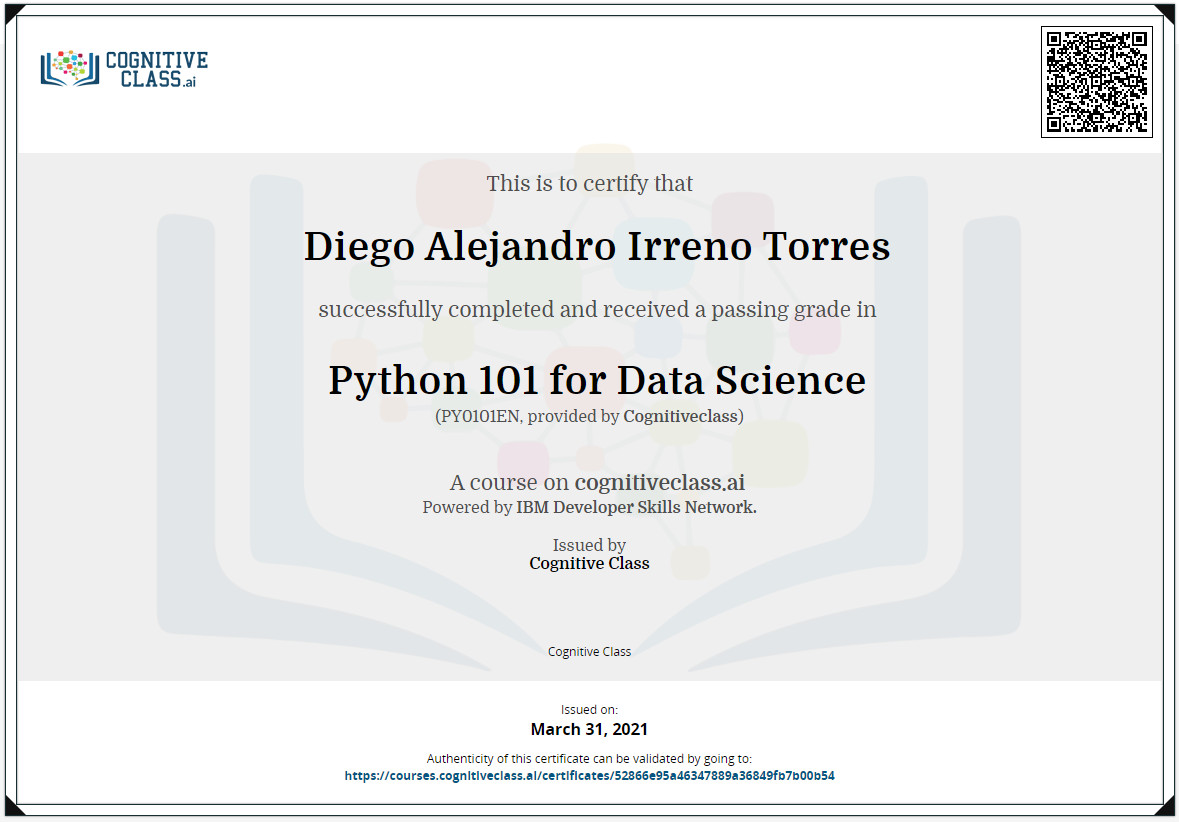 COGNITIVE
CLASS.ai
This is to certify that
Diego Alejandro Irreno Torres
successfully completed and received a passing grade in
Python 101 for Data Science
(PY0101EN, provided by Cognitiveclass)
A course on cognitiveclass.ai
Powered by IBM Developer Skills Network.
Issued by
Cognitive Class
Cognitive Class
Issued on:
March 31, 2021
Authenticity of this certificate can be validated by going to:
https://courses.cognitiveclass.ai/certificates/52866e95a46347889a36849fb7b00b54